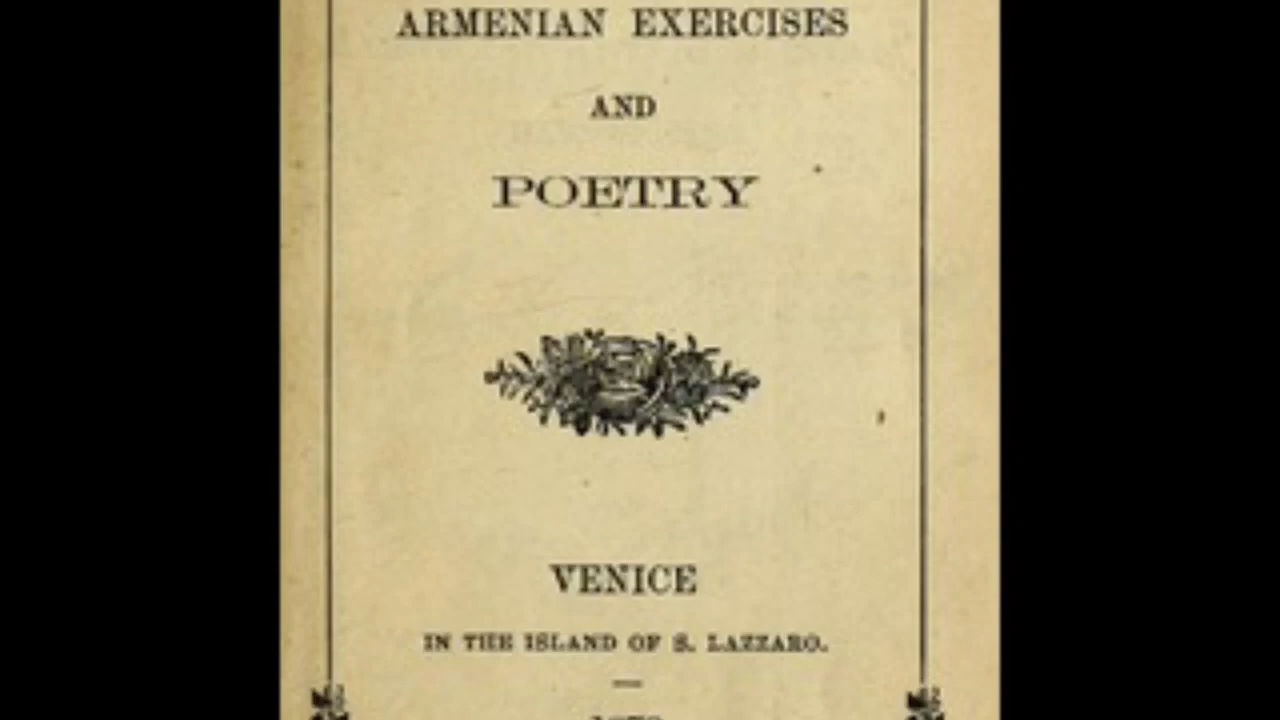 ARMENIAN EXERCISES
AND
POETRY
VENICE
IN THE ISLAND OF S. LAZZARO.